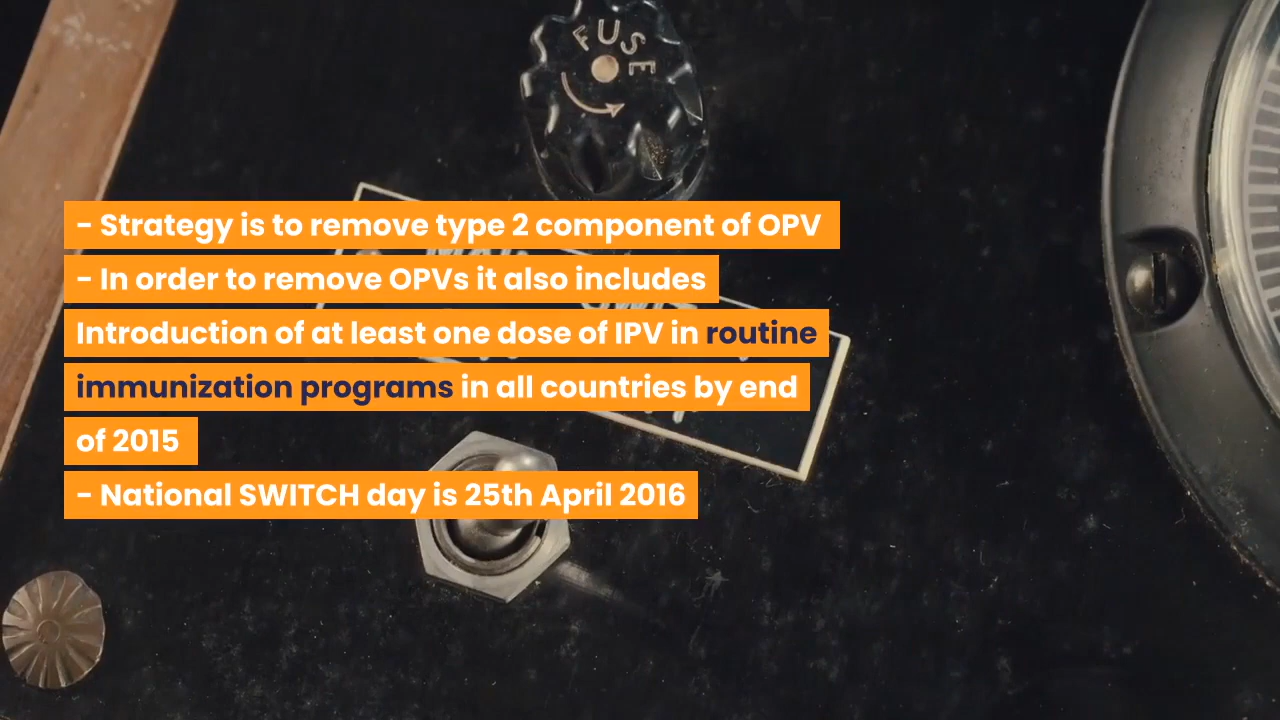 FUSE
- Strategy is to remove type 2 component of OPV
- In order to remove OPVs it also includes
Introduction of at least one dose of IPV in routine
immunization programs in all countries by end
of 2015
- National SWITCH day is 25th April 2016